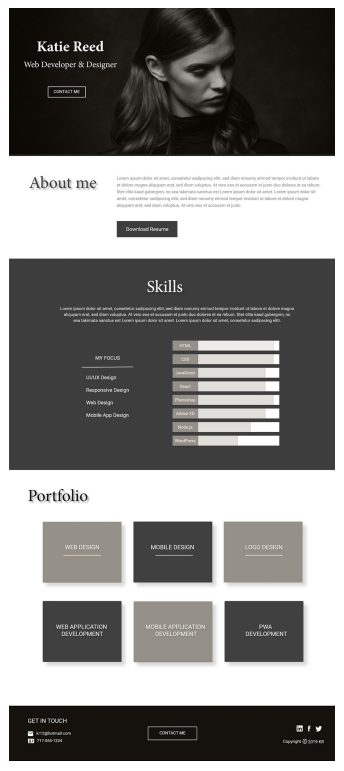 Katie Reed
Web Developer & Designer
CONTACT ME
About me
Lorem ipsum dolor sit amet, consetetur sadipscing elitr, sed diam nonumy eirmod tempor invidunt ut labore
et dolore magna aliquyam erat, sed diam voluptua. At vero eos et accusam et justo duo dolores et ea rebum.
Stet clita kasd gubergren, no sea takimata sanctus est Lorem ipsum dolor sit amet. Lorem ipsum dolor sit
amet, consetetur sadipscing elitr, sed diam nonumy eirmod tempor invidunt ut labore et dolore magna
aliquyam erat, sed diam voluptua. At vero eos et accusam et justo
Download Resume
Skills
Lorem ipsum dolor sit amet, consetetur sadipscing elitr, sed diam nonumy eirmod tempor invidunt ut labore et dolore magna aliquyam
erat, sed diam voluptua. At vero eos et accusam et justo duo dolores et ea rebum. Stet clita kasd gubergren, no
sea takimata sanctus est Lorem ipsum dolor sit amet. Lorem ipsum dolor sit amet.
MY FOCUS
UI/UX Design
Responsive Design
Web Design
Mobile App Design
HTML
CSS
JavaScript
React
Photoshop
Adobe XD
Node.js
WordPress
Portfolio
WEB DESIGN
MOBILE DESIGN
LOGO DESIGN
WEB APPLICATION
DEVELOPMENT
MOBILE APPLICATION
DEVELOPMENT
PWA
DEVELOPMENT
GET IN TOUCH
717-656-1234
CONTACT ME
Copyright © 2019 KR